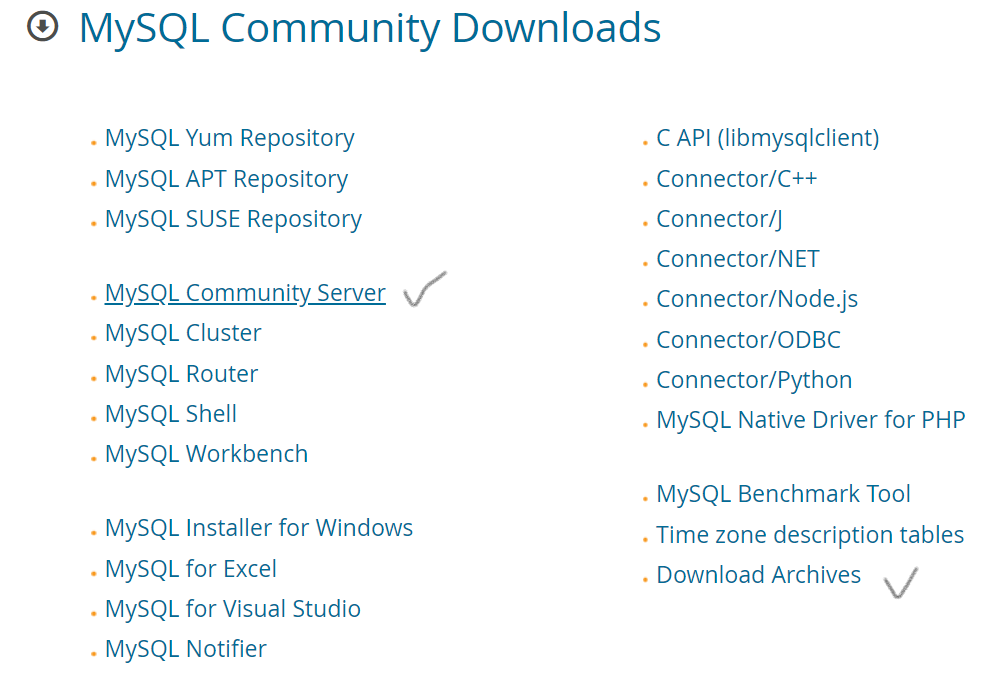 MySQL Community Downloads
MySQL Yum Repository
MySQL APT Repository
MySQL SUSE Repository
MySQL Community Server
MySQL Cluster
MySQL Router
MySQL Shell
MySQL Workbench
MySQL Installer for Windows
MySQL for Excel
MySQL for Visual Studio
MySQL Notifier
C API (libmysqlclient)
Connector/C++
Connector/J
Connector/NET
Connector/Node.js
Connector/ODBC
Connector/Python
MySQL Native Driver for PHP
MySQL Benchmark Tool
Time zone description tables
Download Archives